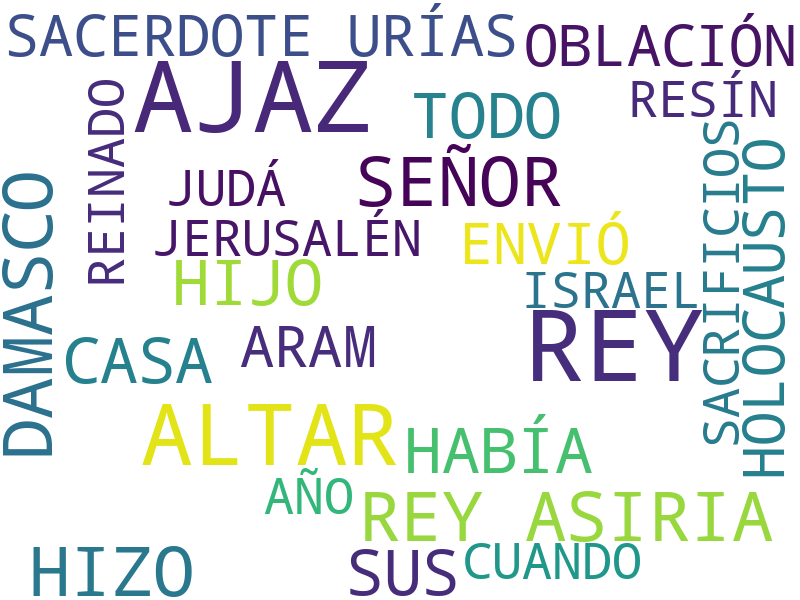 SACERDOTE URÍAS
OBLACIÓN
AJAZ
REINADO
TODO
RESÍN
JUDÁ
SEÑOR
SACRIFICIOS
HOLOCAUSTO
DAMASCO
JERUSALÉN
ENVIÓ
HIJO
ISRAEL
REY
CASA
ARAM
ALTAR
HABÍA
AÑO
REY ASIRIA
HIZO
SUS
CUANDO